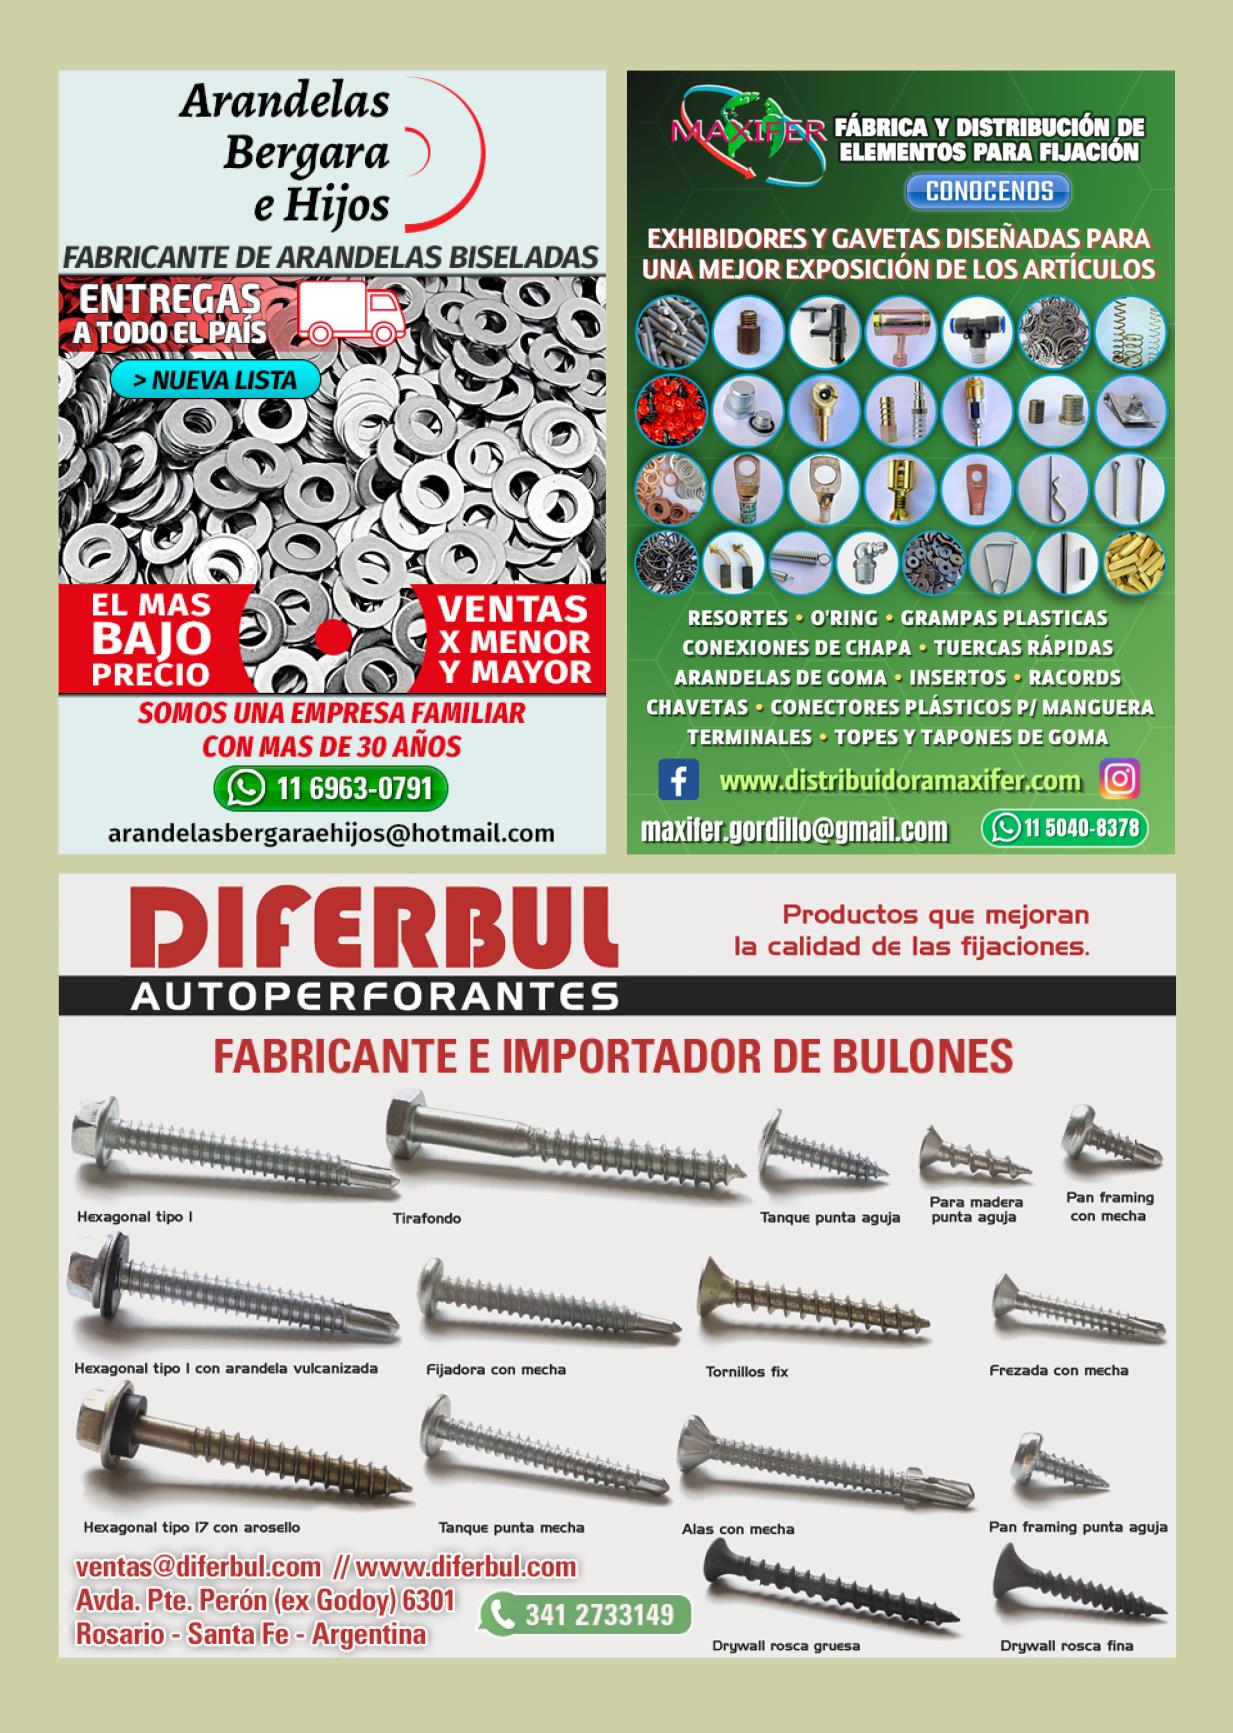 Arandelas
Bergara
e Hijos
FABRICANTE DE ARANDELAS BISELADAS
ENTREGAS
A TODO EL PAÍS
> NUEVA LISTA
EL MAS
BAJO
PRECIO
VENTAS
X MENOR
Y MAYOR
SOMOS UNA EMPRESA FAMILIAR
CON MAS DE 30 AÑOS
11 6963-0791
arandelasbergaraehijos@hotmail.com
MAXIFER
FÁBRICA Y DISTRIBUCIÓN DE
ELEMENTOS PARA FIJACIÓN
CONOCENOS
EXHIBIDORES Y GAVETAS DISEÑADAS PARA
UNA MEJOR EXPOSICIÓN DE LOS ARTÍCULOS
RESORTES • O'RING • GRAMPAS PLASTICAS
CONEXIONES DE CHAPA • TUERCAS RÁPIDAS
ARANDELAS DE GOMA • INSERTOS • RACORDS
CHAVETAS • CONECTORES PLÁSTICOS P/ MANGUERA
TERMINALES • TOPES Y TAPONES DE GOMA
www.distribuidoramaxifer.com
maxifer.gordillo@gmail.com
11 5040-8378
DIFERBUL
AUTOPERFORANTES
Productos que mejoran
la calidad de las fijaciones.
FABRICANTE E IMPORTADOR DE BULONES
Hexagonal tipo 1
Tirafondo
Tanque punta aguja
Para madera
punta aguja
Pan framing
con mecha
Hexagonal tipo 1 con arandela vulcanizada
Fijadora con mecha
Tornillos fix
Frezada con mecha
Hexagonal tipo 17 con arosello
Tanque punta mecha
Alas con mecha
Pan framing punta aguja
Drywall rosca gruesa
Drywall rosca fina
ventas@diferbul.com // www.diferbul.com
Avda. Pte. Perón (ex Godoy) 6301
Rosario - Santa Fe - Argentina
341 2733149